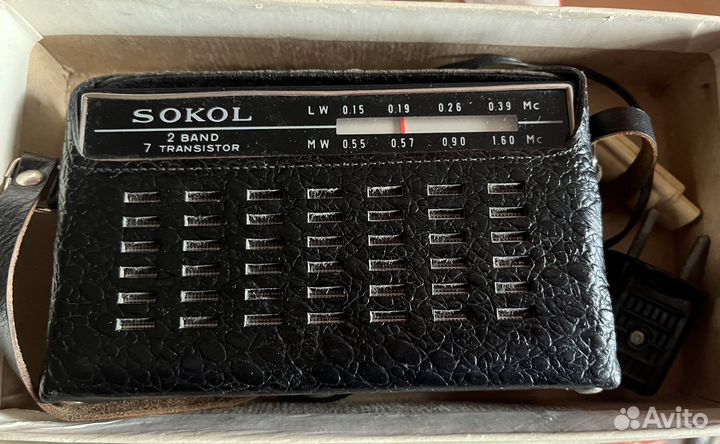 SOKOL
2 BAND
7 TRANSISTOR
LW 0.15 0.19 0.26 0.39 Mc
MW 0.55 0.57 0.90 1.60 Mc
Avito